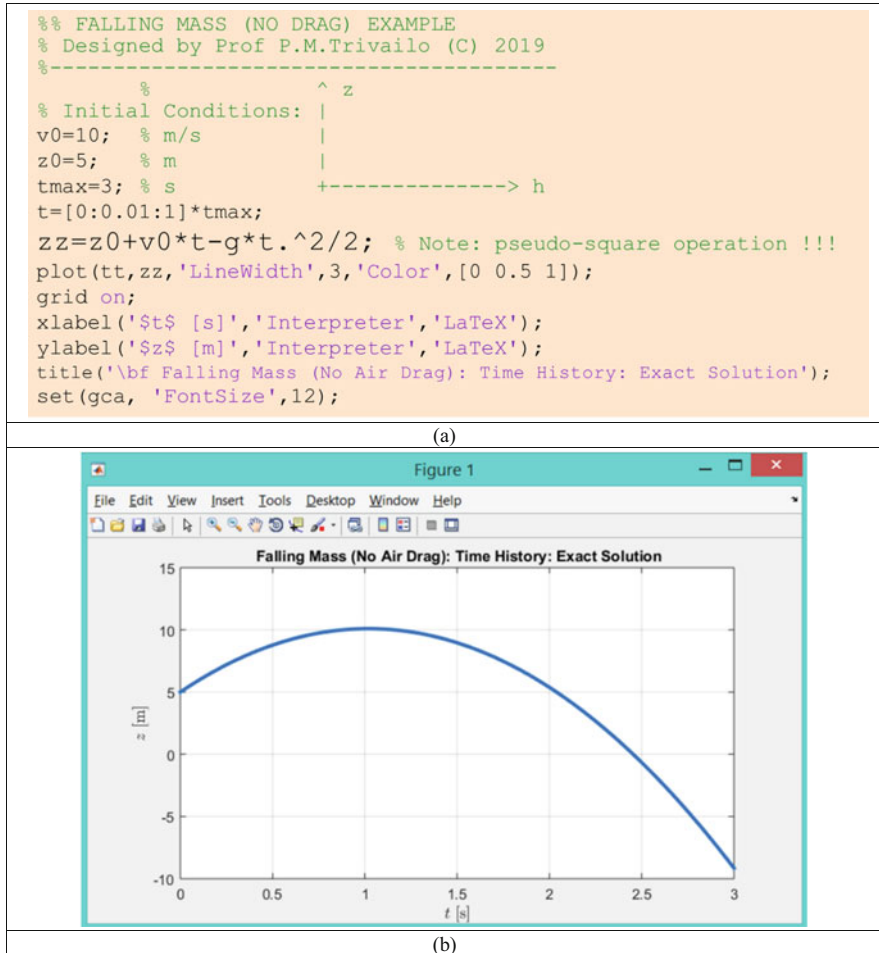 %% FALLING MASS (NO DRAG) EXAMPLE
% Designed by Prof P.M.Trivailo (C) 2019
%------------------------------------------
% ^ z
% Initial Conditions: |
v0=10; % m/s |
z0=5; % m |
tmax=3; % s +--------------> h
t=[0:0.01:1]*tmax;
zz=z0+v0*t-g*t.^2/2; % Note: pseudo-square operation !!!
plot(tt,zz,'LineWidth',3,'Color',[0 0.5 1]);
grid on;
xlabel('$t$ [s]','Interpreter','LaTeX');
ylabel('$z$ [m]','Interpreter','LaTeX');
title('\bf Falling Mass (No Air Drag): Time History: Exact Solution');
set(gca, 'FontSize',12);
(a)
Figure 1
File Edit View Insert Tools Desktop Window Help
Falling Mass (No Air Drag): Time History: Exact Solution
15
10
5
0
-5
-10
z [m]
0 0.5 1 1.5 2 2.5 3
t [s]
(b)